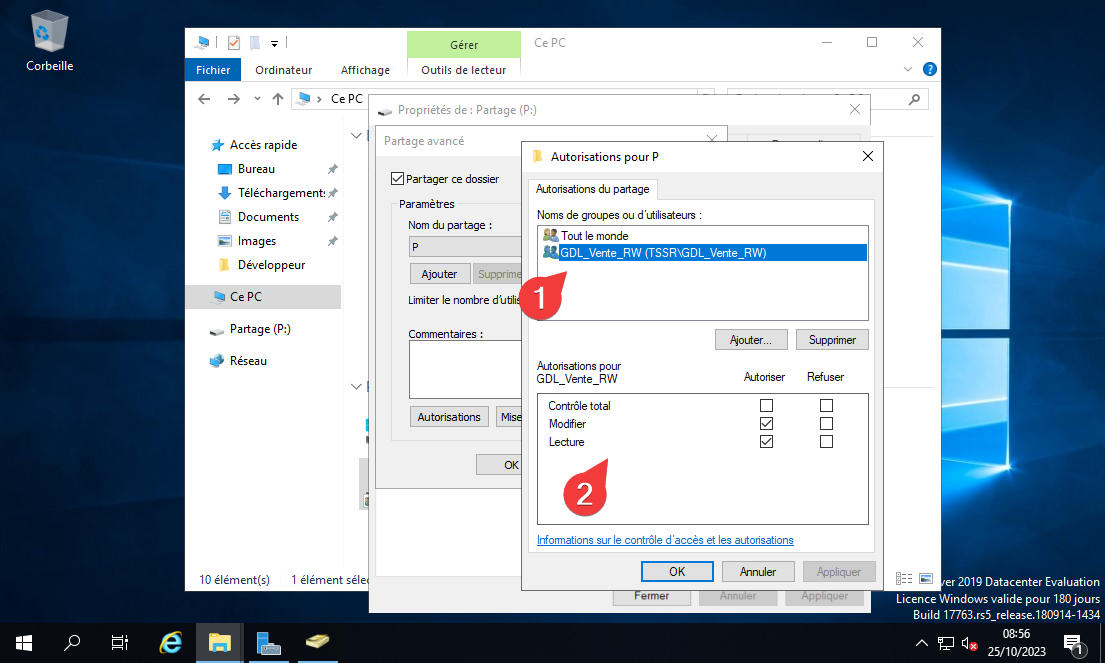 Corbeille
Gérer
Ce PC
Fichier
Ordinateur
Affichage
Outils de lecteur
Ce PC
Propriétés de : Partage (P:)
Accès rapide
Bureau
Téléchargements
Documents
Images
Développeur
Ce PC
Partage (P:)
Réseau
10 élément(s)
1 élément sélec
Partage avancé
Partager ce dossier
Paramètres
Nom du partage :
P
Ajouter
Supprime
Limiter le nombre d'utilis
Commentaires :
Autorisations
Mise
OK
Autorisations pour P
Autorisations du partage
Noms de groupes ou d'utilisateurs :
Tout le monde
GDL_Vente_RW (TSSR\GDL_Vente_RW)
1
Ajouter...
Supprimer
Autorisations pour
GDL_Vente_RW
Autoriser
Refuser
Contrôle total
Modifier
Lecture
2
Informations sur le contrôle d'accès et les autorisations
OK
Annuler
Appliquer
Fermer
Annuler
Appliquer
ver 2019 Datacenter Evaluation
Licence Windows valide pour 180 jours
Build 17763.rs5_release.180914-1434
08:56
25/10/2023
1